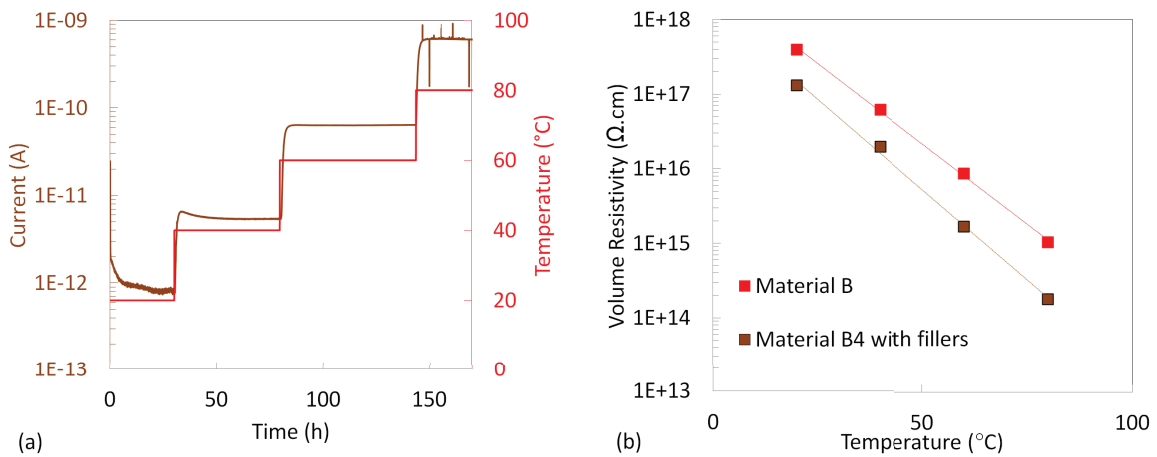 1E-09
1E-10
1E-11
1E-12
1E-13
Current (A)
100
80
60
40
20
0
Temperature (°C)
0
50
100
150
Time (h)
(a)
1E+18
1E+17
1E+16
1E+15
1E+14
1E+13
Volume Resistivity (Ω.cm)
Material B
Material B4 with fillers
0
50
100
Temperature (°C)
(b)